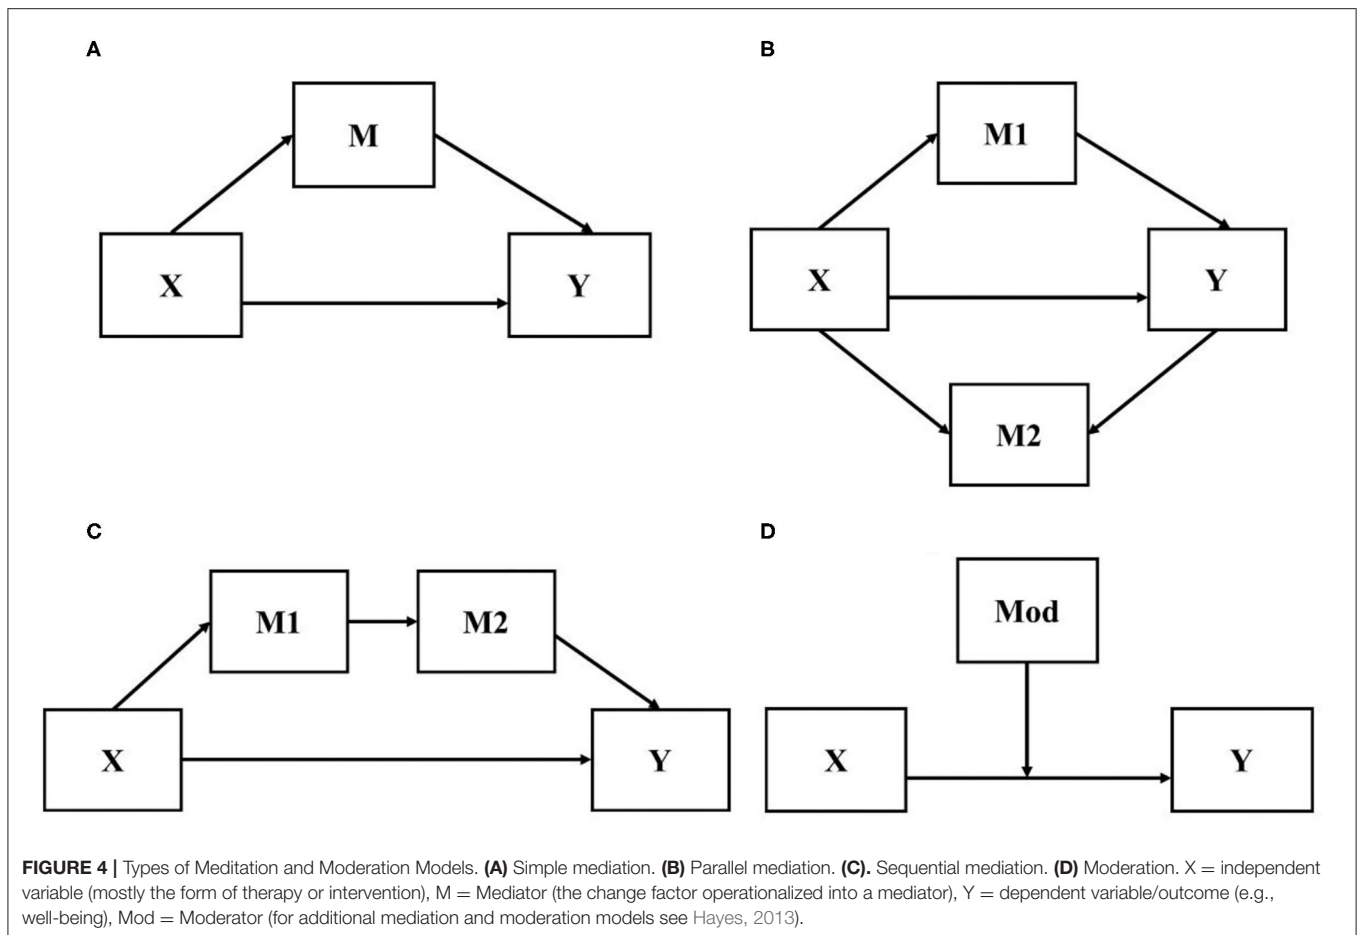 A
B
M
M1
X
Y
X
Y
M2
C
D
M1
M2
Mod
X
Y
X
Y
FIGURE 4 | Types of Meditation and Moderation Models. (A) Simple mediation. (B) Parallel mediation. (C). Sequential mediation. (D) Moderation. X = independent
variable (mostly the form of therapy or intervention), M = Mediator (the change factor operationalized into a mediator), Y = dependent variable/outcome (e.g.,
well-being), Mod = Moderator (for additional mediation and moderation models see Hayes, 2013).